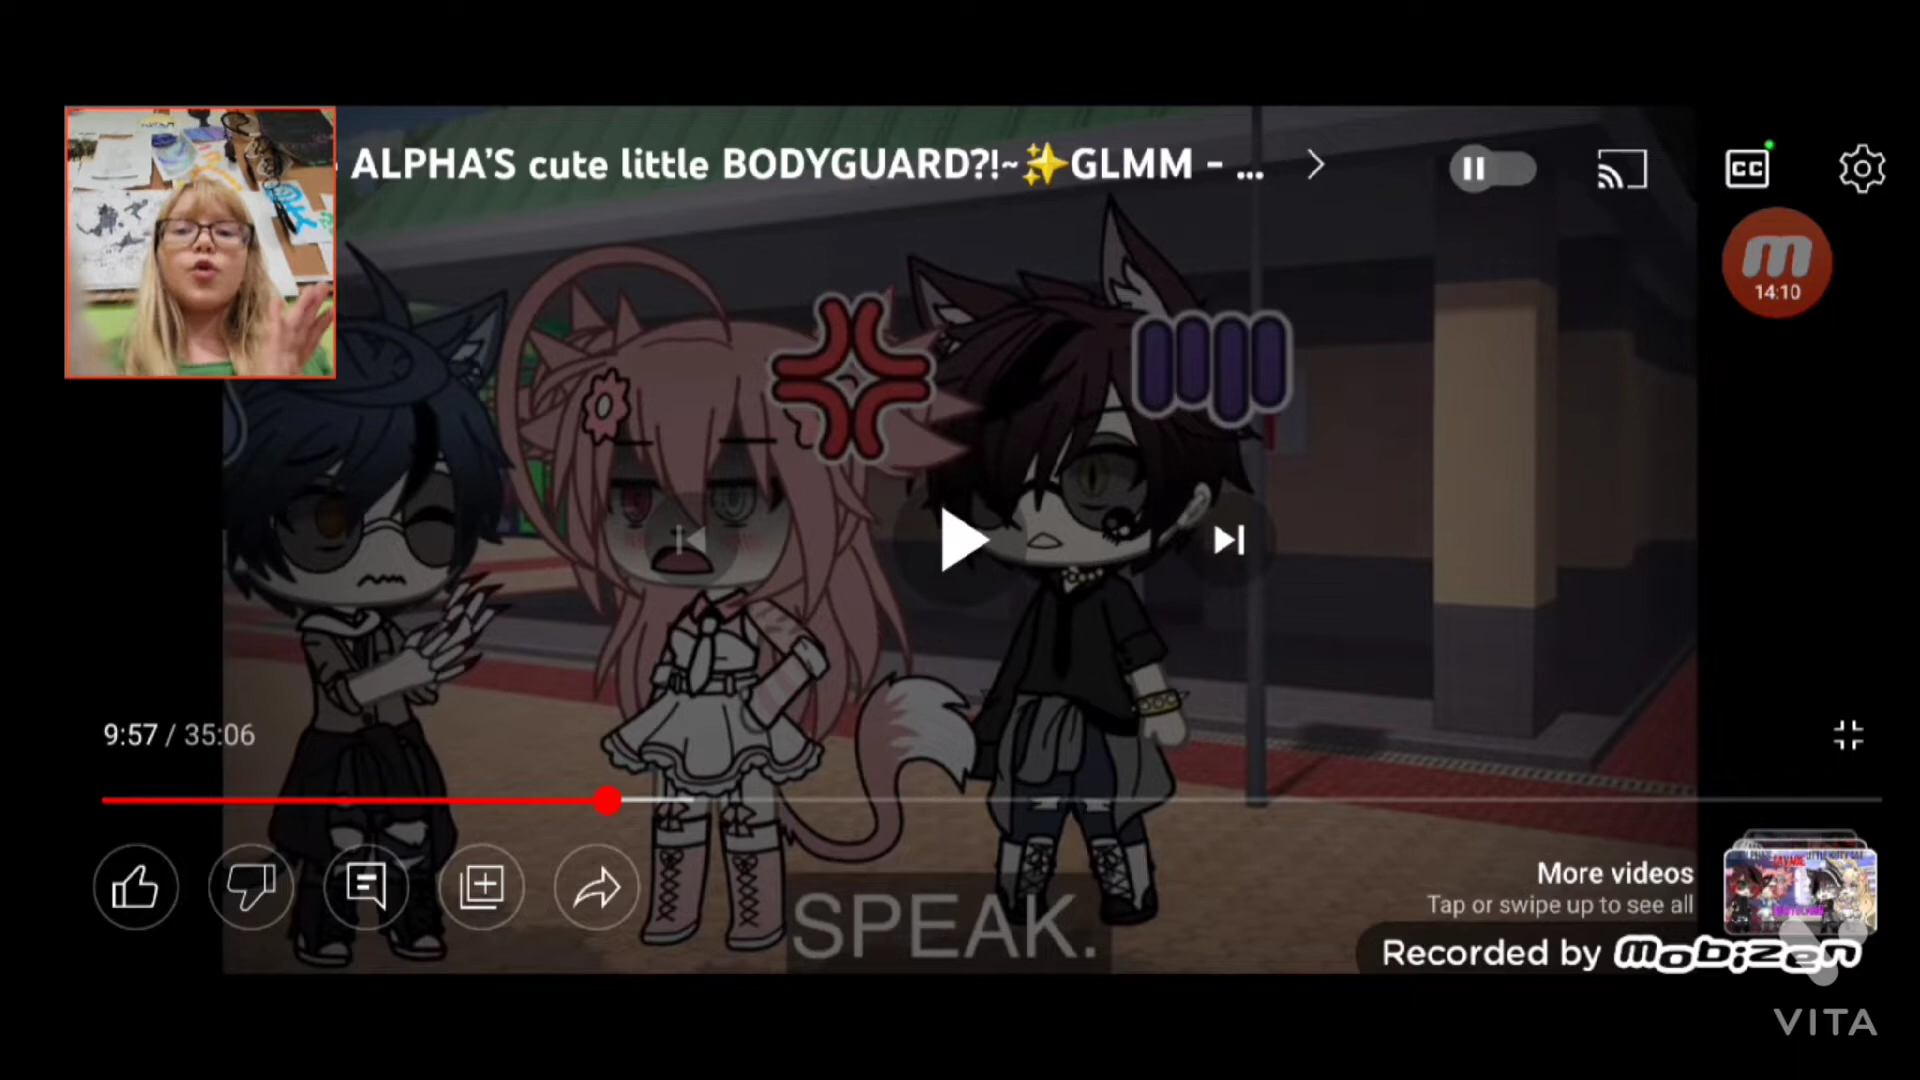 ALPHA'S cute little BODYGUARD?!~✨GLMM - ...
CC
m
14:10
9:57 / 35:06
SPEAK.
More videos
Tap or swipe up to see all
Recorded by mobizen
VITA